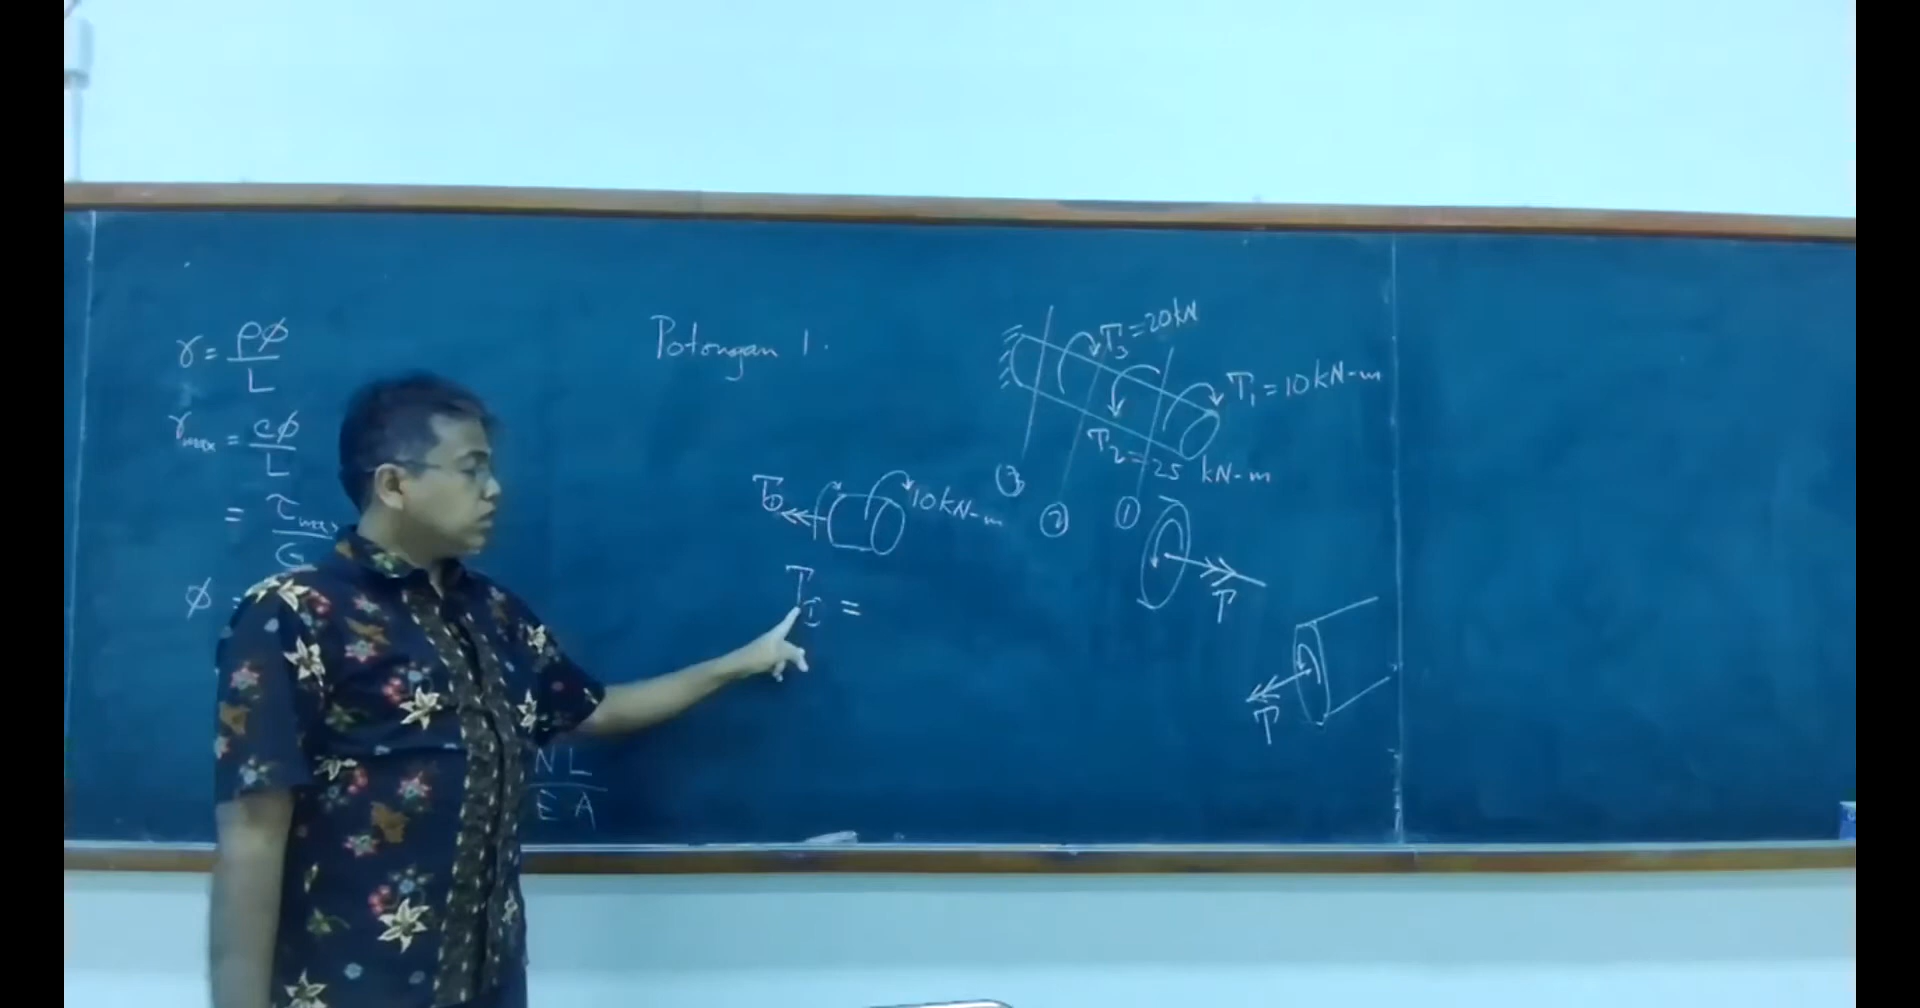 γ = ρϕ / L
γmax = cϕ / L
= τmax / G
ϕ =
NL / EA
Potongan 1.
T① 10 kN-m
T① =
T₃ = 20 kN
T₁ = 10 kN-m
T₂ = 25 kN-m
③ ② ①
T
T